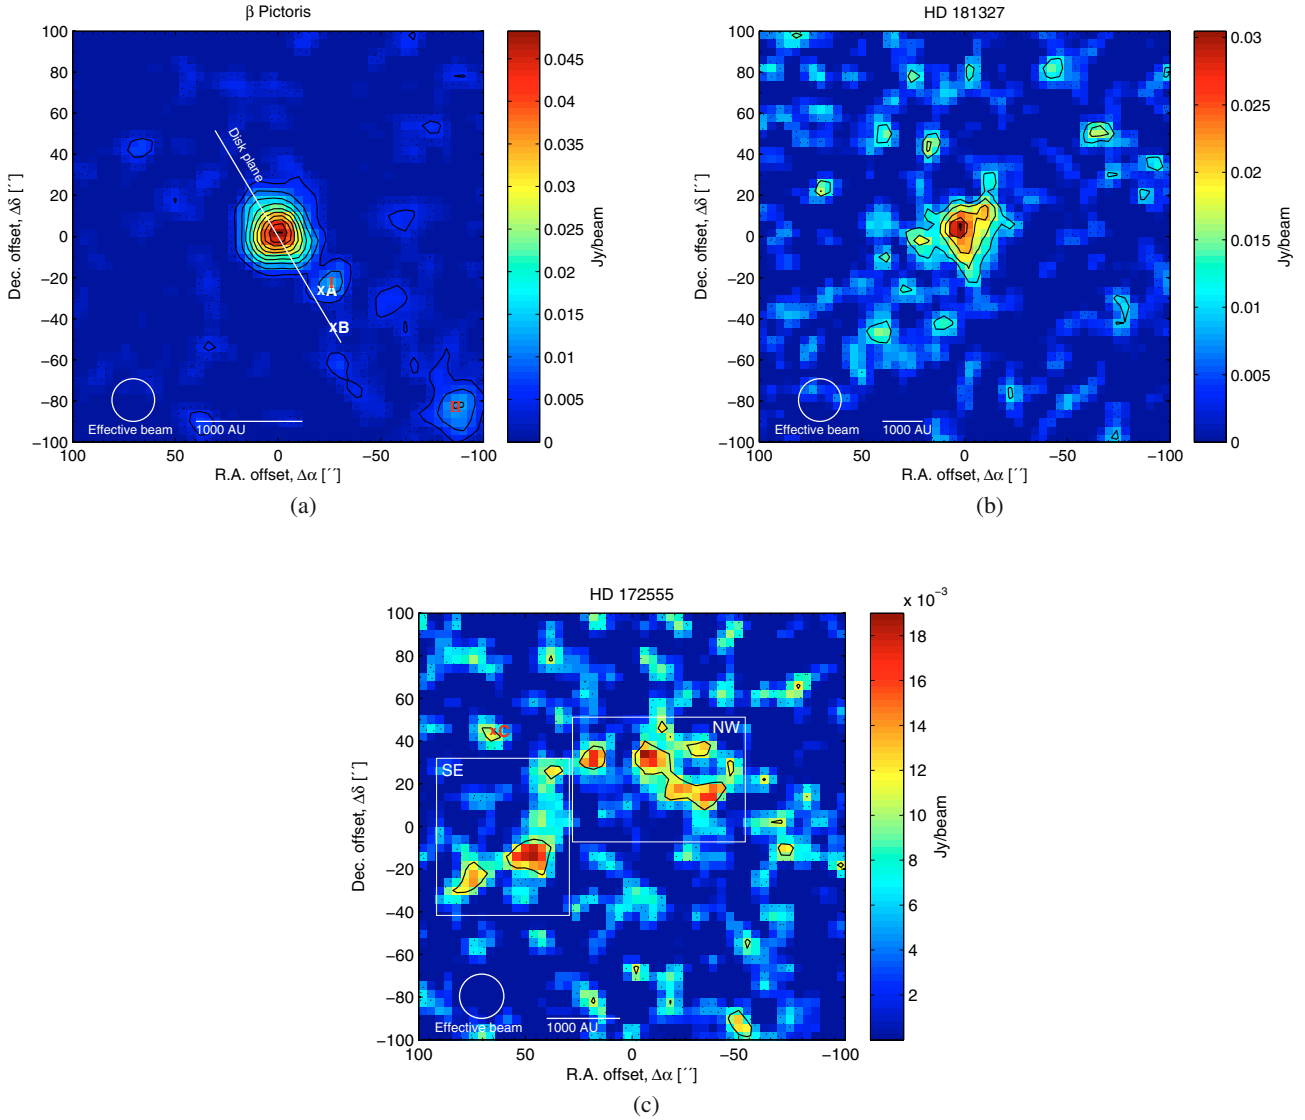 β Pictoris
100
80
60
40
20
0
−20
−40
−60
−80
−100
100
50
0
−50
−100
Dec. offset, Δδ [´´]
R.A. offset, Δα [´´]
Disk plane
xA
xB
Effective beam
1000 AU
0.045
0.04
0.035
0.03
0.025
0.02
0.015
0.01
0.005
0
Jy/beam
(a)
HD 181327
100
80
60
40
20
0
−20
−40
−60
−80
−100
100
50
0
−50
−100
Dec. offset, Δδ [´´]
R.A. offset, Δα [´´]
Effective beam
1000 AU
0.03
0.025
0.02
0.015
0.01
0.005
0
Jy/beam
(b)
HD 172555
100
80
60
40
20
0
−20
−40
−60
−80
−100
100
50
0
−50
−100
Dec. offset, Δδ [´´]
R.A. offset, Δα [´´]
xC
NW
SE
Effective beam
1000 AU
x 10⁻³
18
16
14
12
10
8
6
4
2
Jy/beam
(c)